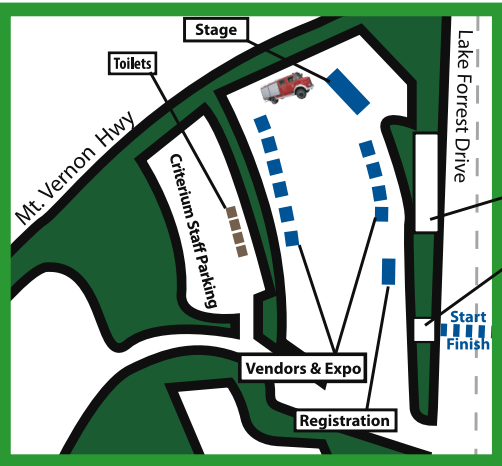 Stage
Toilets
Mt. Vernon Hwy
Lake Forrest Drive
Criterium Staff Parking
Start
Finish
Vendors & Expo
Registration